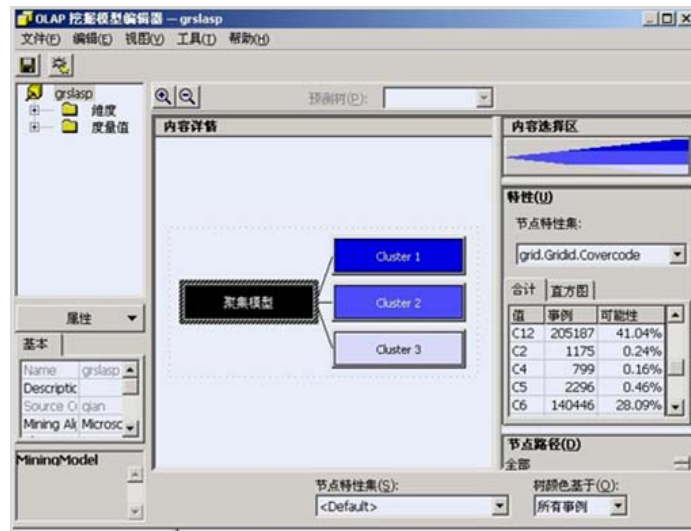 OLAP 挖掘模型编辑器 — grslasp
文件(F) 编辑(E) 视图(V) 工具(T) 帮助(H)
grslasp
维度
度量值
预测树(P):
内容详情
聚集模型
Cluster 1
Cluster 2
Cluster 3
内容选择区
特性(U)
节点特性集:
grid.Gridid.Covercode
合计 直方图
值 事例 可能性
C12 205187 41.04%
C2 1175 0.24%
C4 799 0.16%
C5 2296 0.46%
C6 140446 28.09%
节点路径(D)
全部
属性
基本
Name grslasp
Descriptic
Source C qian
Mining Al Microsc
MiningModel
节点特性集(S):
<Default>
树颜色基于(O):
所有事例